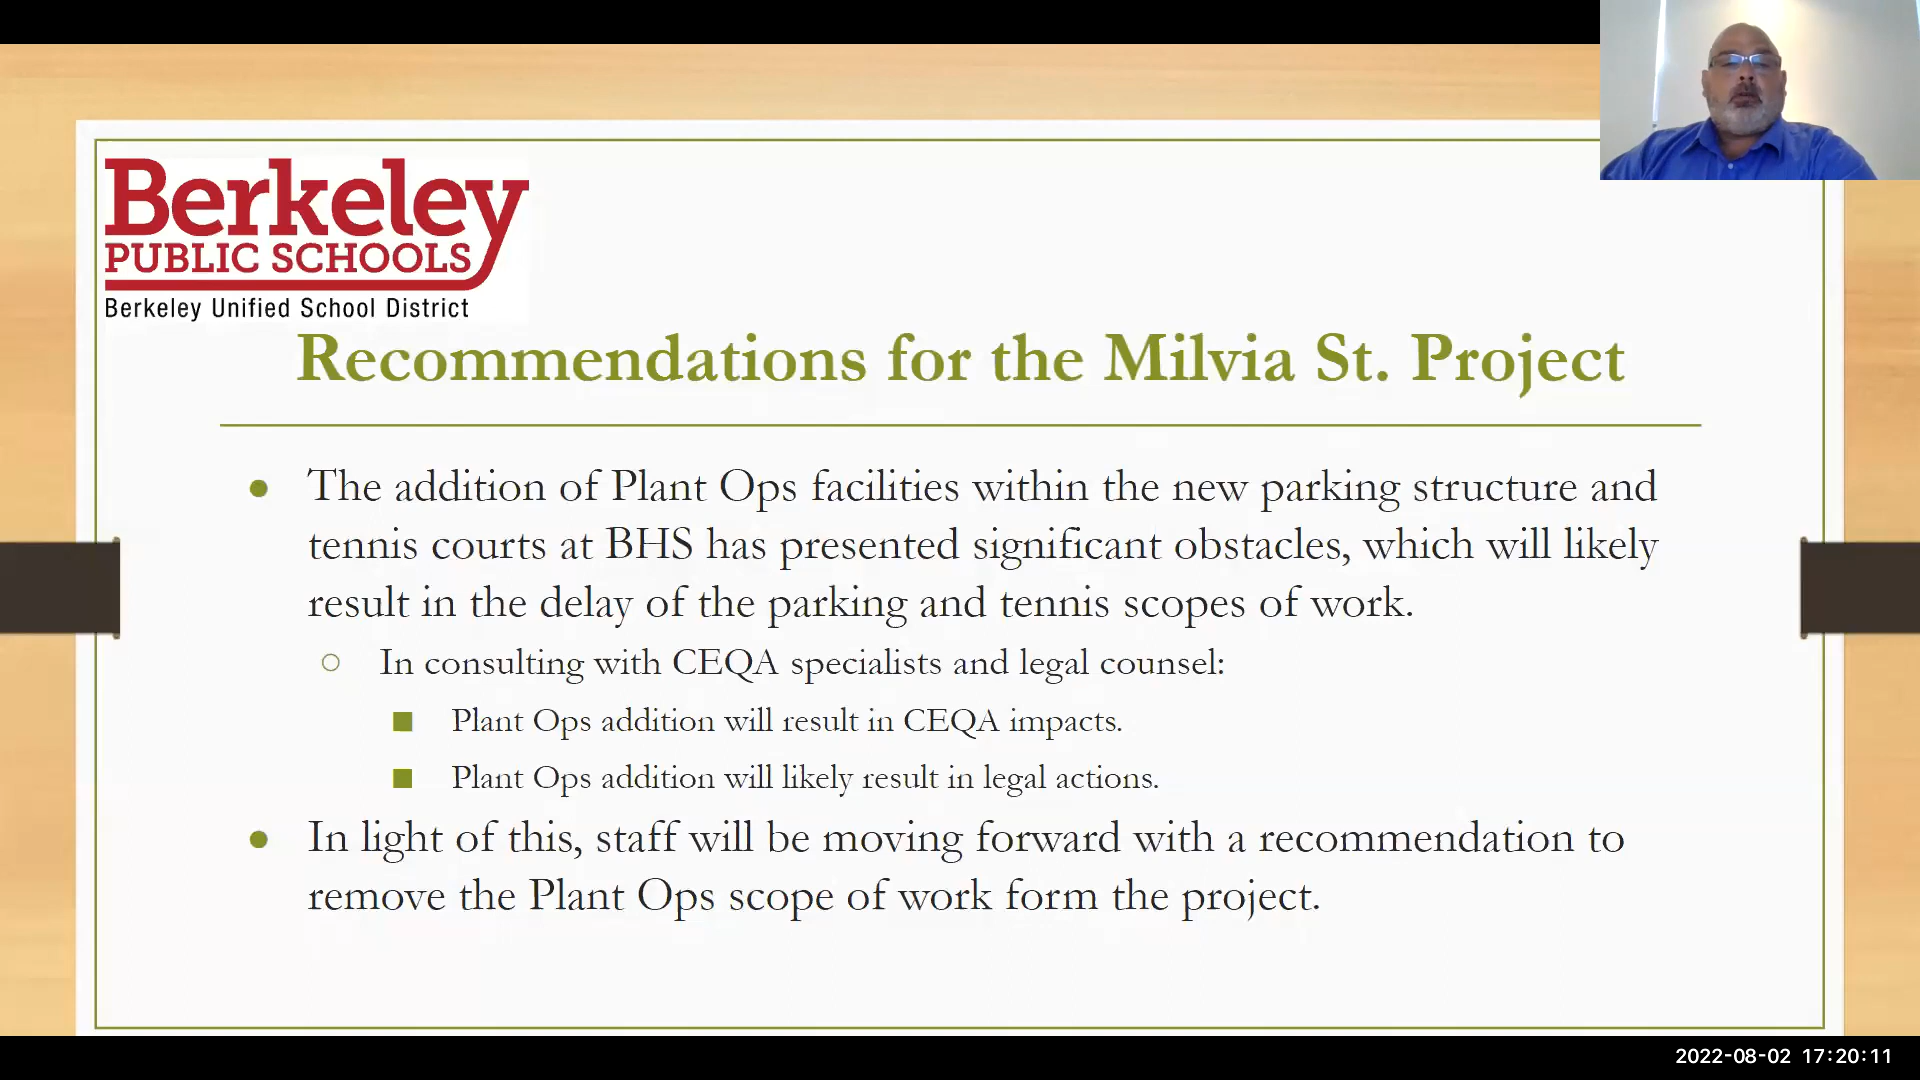 Berkeley
PUBLIC SCHOOLS
Berkeley Unified School District
Recommendations for the Milvia St. Project
● The addition of Plant Ops facilities within the new parking structure and
tennis courts at BHS has presented significant obstacles, which will likely
result in the delay of the parking and tennis scopes of work.
○ In consulting with CEQA specialists and legal counsel:
■ Plant Ops addition will result in CEQA impacts.
■ Plant Ops addition will likely result in legal actions.
● In light of this, staff will be moving forward with a recommendation to
remove the Plant Ops scope of work form the project.
2022-08-02 17:20:11